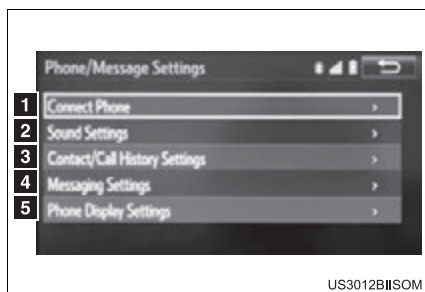 Phone/Message Settings
1 Connect Phone
2 Sound Settings
3 Contact/Call History Settings
4 Messaging Settings
5 Phone Display Settings
US3012BⅡSOM